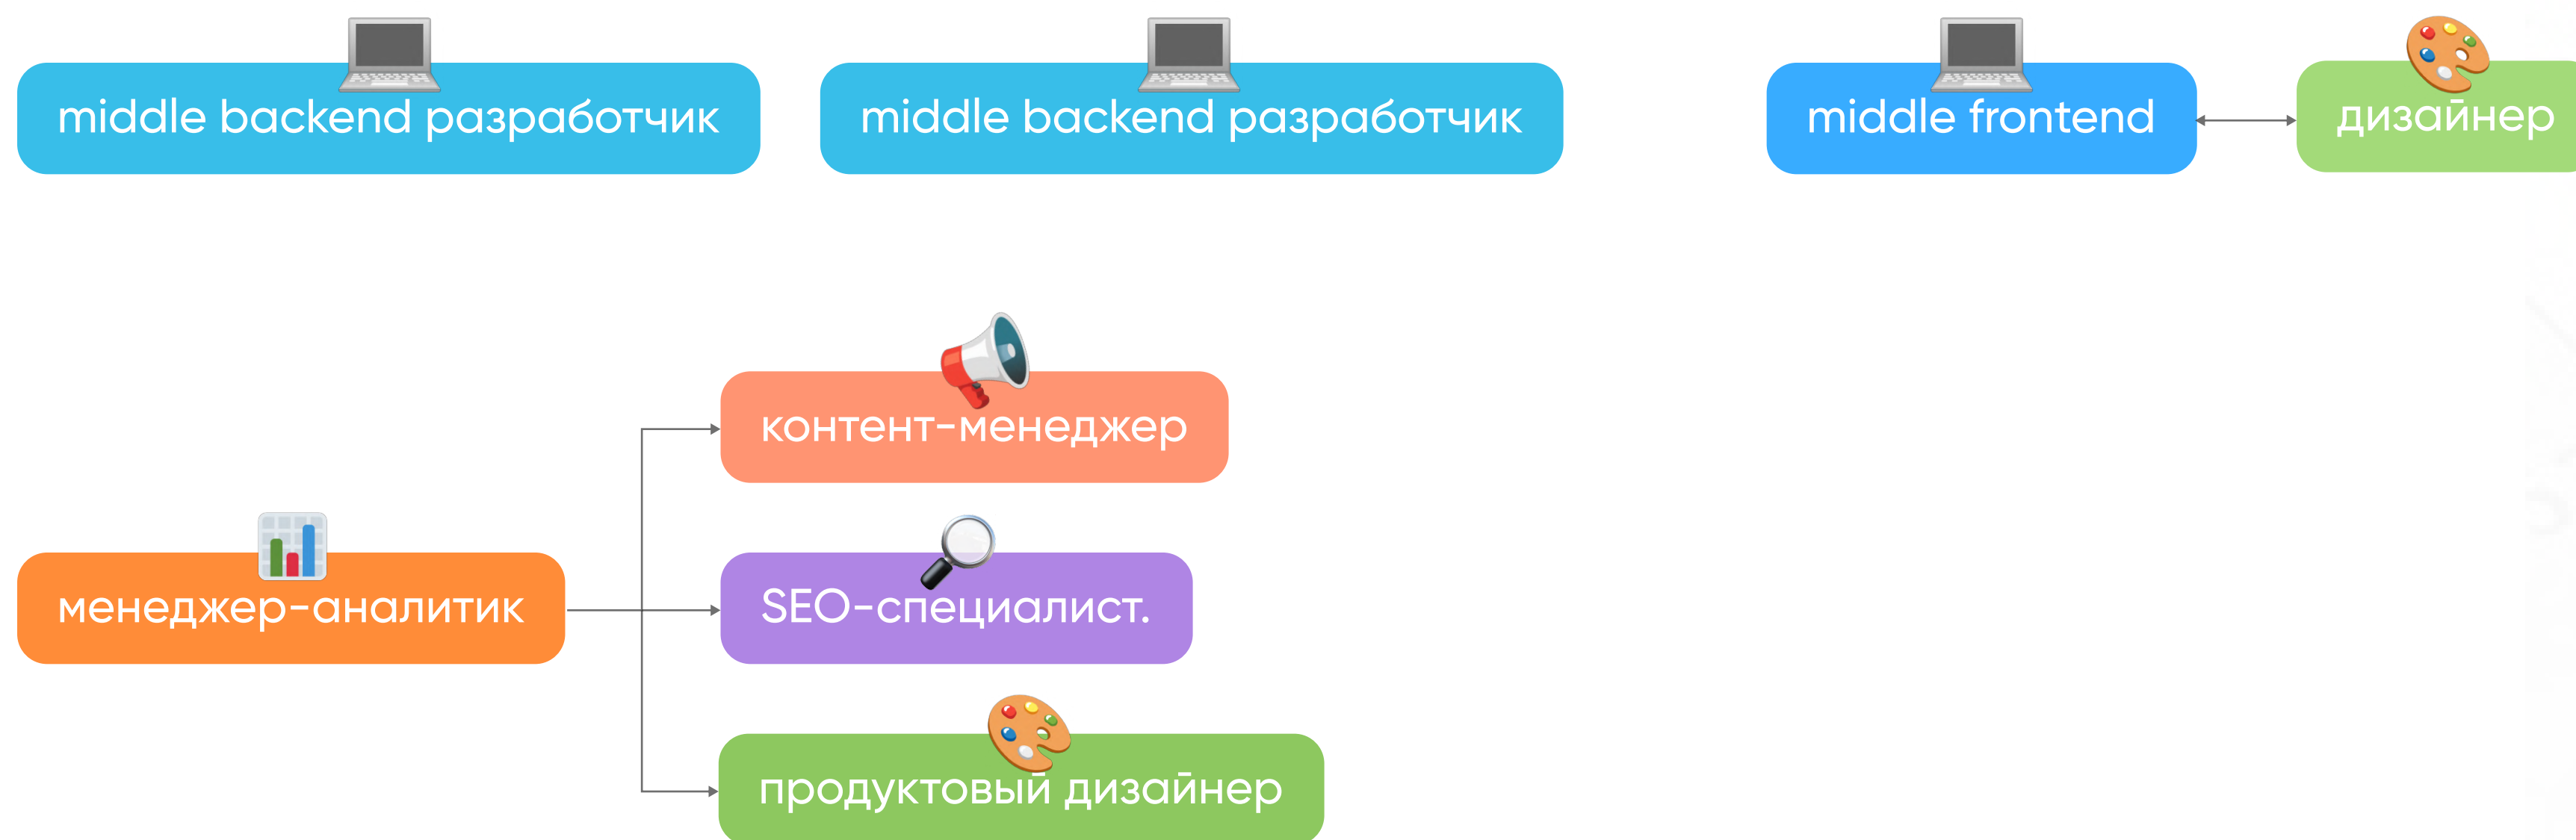 middle backend разработчик
middle backend разработчик
middle frontend
дизайнер
контент-менеджер
менеджер-аналитик
SEO-специалист.
продуктовый дизайнер